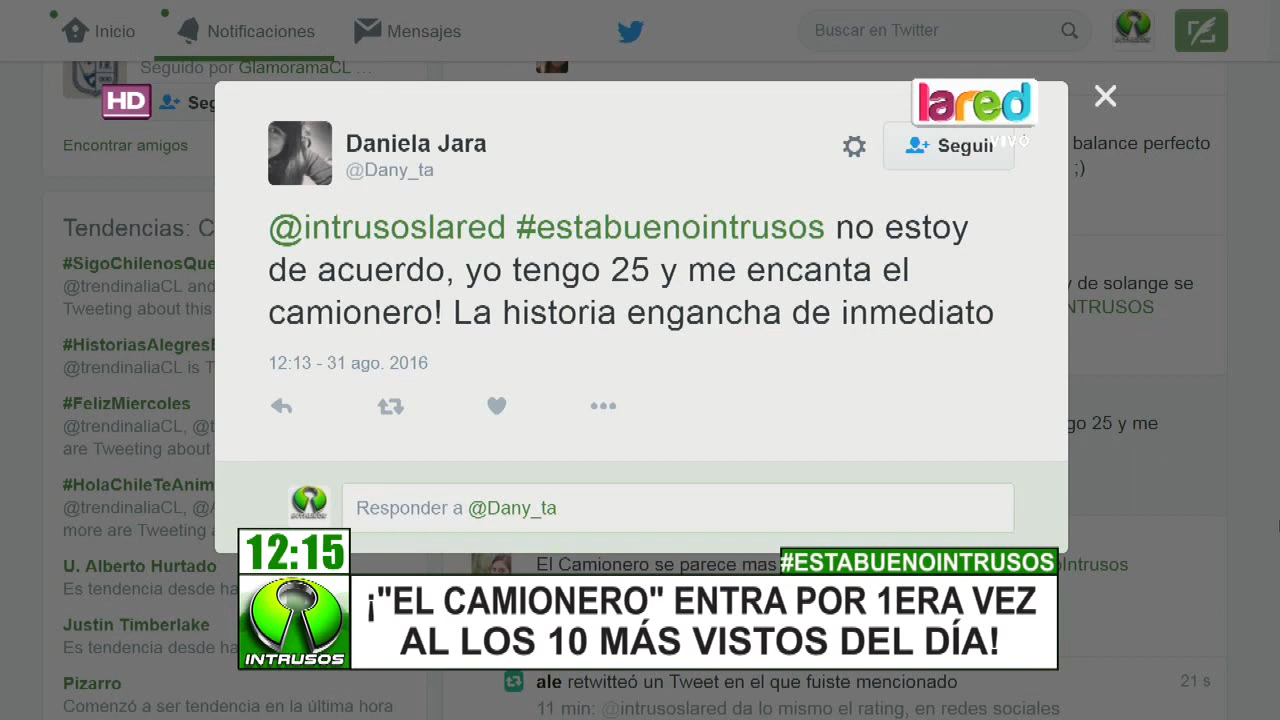 Inicio
Notificaciones
Mensajes
Buscar en Twitter
Seguido por GlamoramaCL ...
HD
Seg
Encontrar amigos
lared
VIVO
Daniela Jara
@Dany_ta
Seguir
@intrusoslared #estabuenointrusos no estoy
de acuerdo, yo tengo 25 y me encanta el
camionero! La historia engancha de inmediato
12:13 - 31 ago. 2016
Responder a @Dany_ta
Tendencias: C
#SigoChilenosQue
@trendinaliaCL and
Tweeting about this
#HistoriasAlegresE
@trendinaliaCL is T
#FelizMiercoles
@trendinaliaCL, @t
are Tweeting about
#HolaChileTeAnim
@trendinaliaCL, @A
more are Tweeting a
U. Alberto Hurtado
Es tendencia desde ha
Justin Timberlake
Es tendencia desde ha
Pizarro
Comenzó a ser tendencia en la última hora
balance perfecto
;)
y de solange se
INTRUSOS
go 25 y me
El Camionero se parece mas
oIntrusos
12:15
#ESTABUENOINTRUSOS
INTRUSOS
¡"EL CAMIONERO" ENTRA POR 1ERA VEZ
AL LOS 10 MÁS VISTOS DEL DÍA!
ale retwitteó un Tweet en el que fuiste mencionado
21 s
11 min: @intrusoslared da lo mismo el rating, en redes sociales